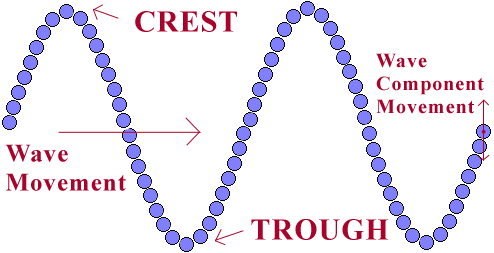 CREST
Wave
Component
Movement
Wave
Movement
TROUGH